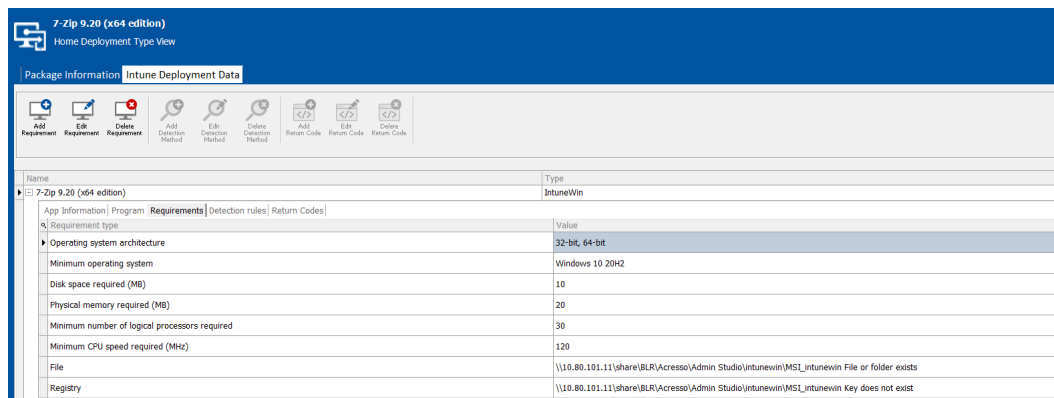 7-Zip 9.20 (x64 edition)
Home Deployment Type View
Package Information Intune Deployment Data
Add Requirement Edit Requirement Delete Requirement Add Detection Method Edit Detection Method Delete Detection Method Add Return Code Edit Return Code Delete Return Code
Name Type
7-Zip 9.20 (x64 edition) IntuneWin
App Information Program Requirements Detection rules Return Codes
Requirement type Value
Operating system architecture 32-bit, 64-bit
Minimum operating system Windows 10 20H2
Disk space required (MB) 10
Physical memory required (MB) 20
Minimum number of logical processors required 30
Minimum CPU speed required (MHz) 120
File \\10.80.101.11\share\BLR\Acresso\Admin Studio\intunewin\MSI_intunewin File or folder exists
Registry \\10.80.101.11\share\BLR\Acresso\Admin Studio\intunewin\MSI_intunewin Key does not exist